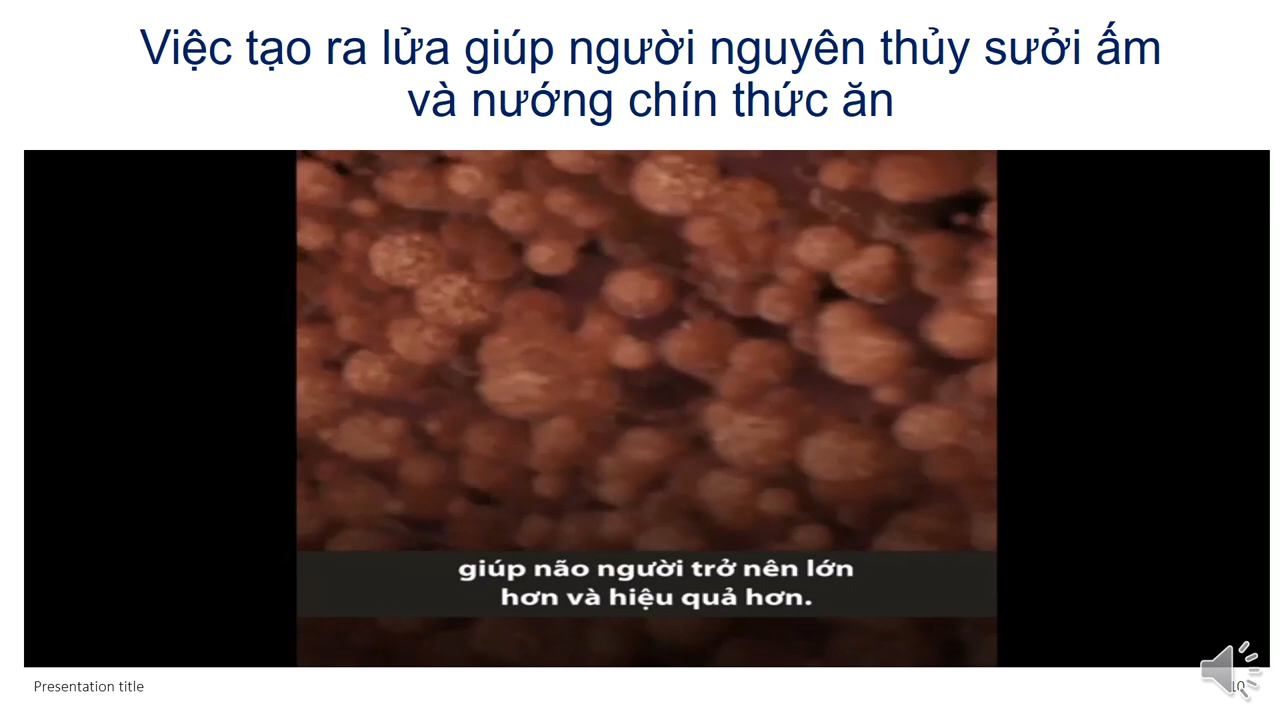 Việc tạo ra lửa giúp người nguyên thủy sưởi ấm
và nướng chín thức ăn
giúp não người trở nên lớn
hơn và hiệu quả hơn.
Presentation title
10